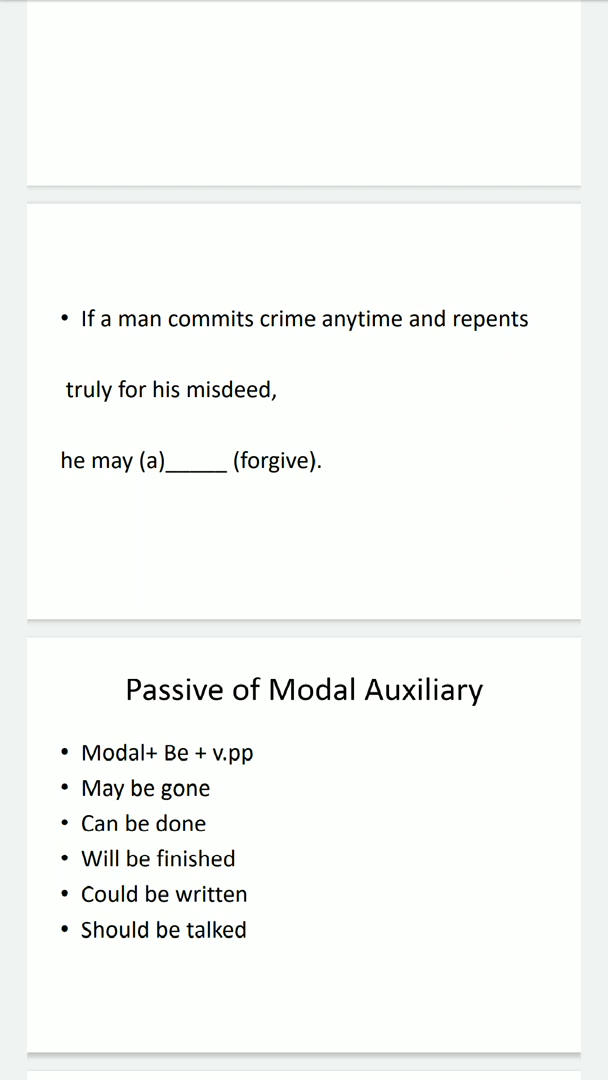 • If a man commits crime anytime and repents
truly for his misdeed,
he may (a)_____ (forgive).
Passive of Modal Auxiliary
• Modal+ Be + v.pp
• May be gone
• Can be done
• Will be finished
• Could be written
• Should be talked